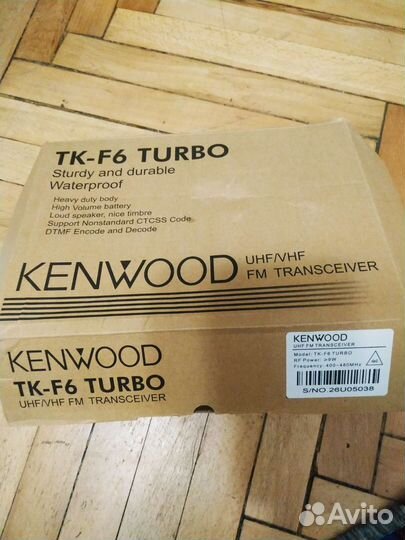 TK-F6 TURBO
Sturdy and durable
Waterproof
Heavy duty body
High Volume battery
Loud speaker, nice timbre
Support Nonstandard CTCSS Code
DTMF Encode and Decode
KENWOOD
UHF/VHF
FM TRANSCEIVER
KENWOOD
TK-F6 TURBO
UHF/VHF FM TRANSCEIVER
KENWOOD
UHF FM TRANSCEIVER
Model: TK-F6 TURBO
RF Power: >9W
Frequency: 400-480MHz
S/NO.26U05038
Avito